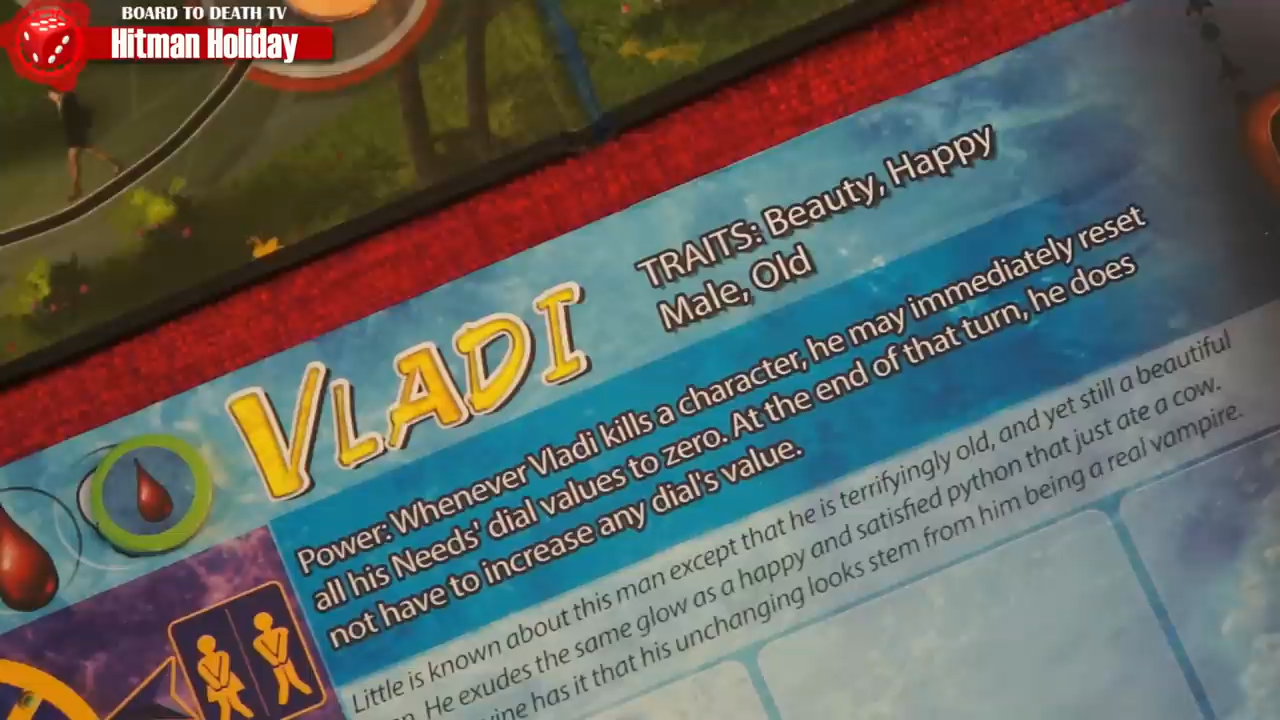 BOARD TO DEATH TV
Hitman Holiday
VLADI
TRAITS: Beauty, Happy
Male, Old
Power: Whenever Vladi kills a character, he may immediately reset
all his Needs' dial values to zero. At the end of that turn, he does
not have to increase any dial's value.
Little is known about this man except that he is terrifyingly old, and yet still a beautiful
He exudes the same glow as a happy and satisfied python that just ate a cow.
has it that his unchanging looks stem from him being a real vampire.